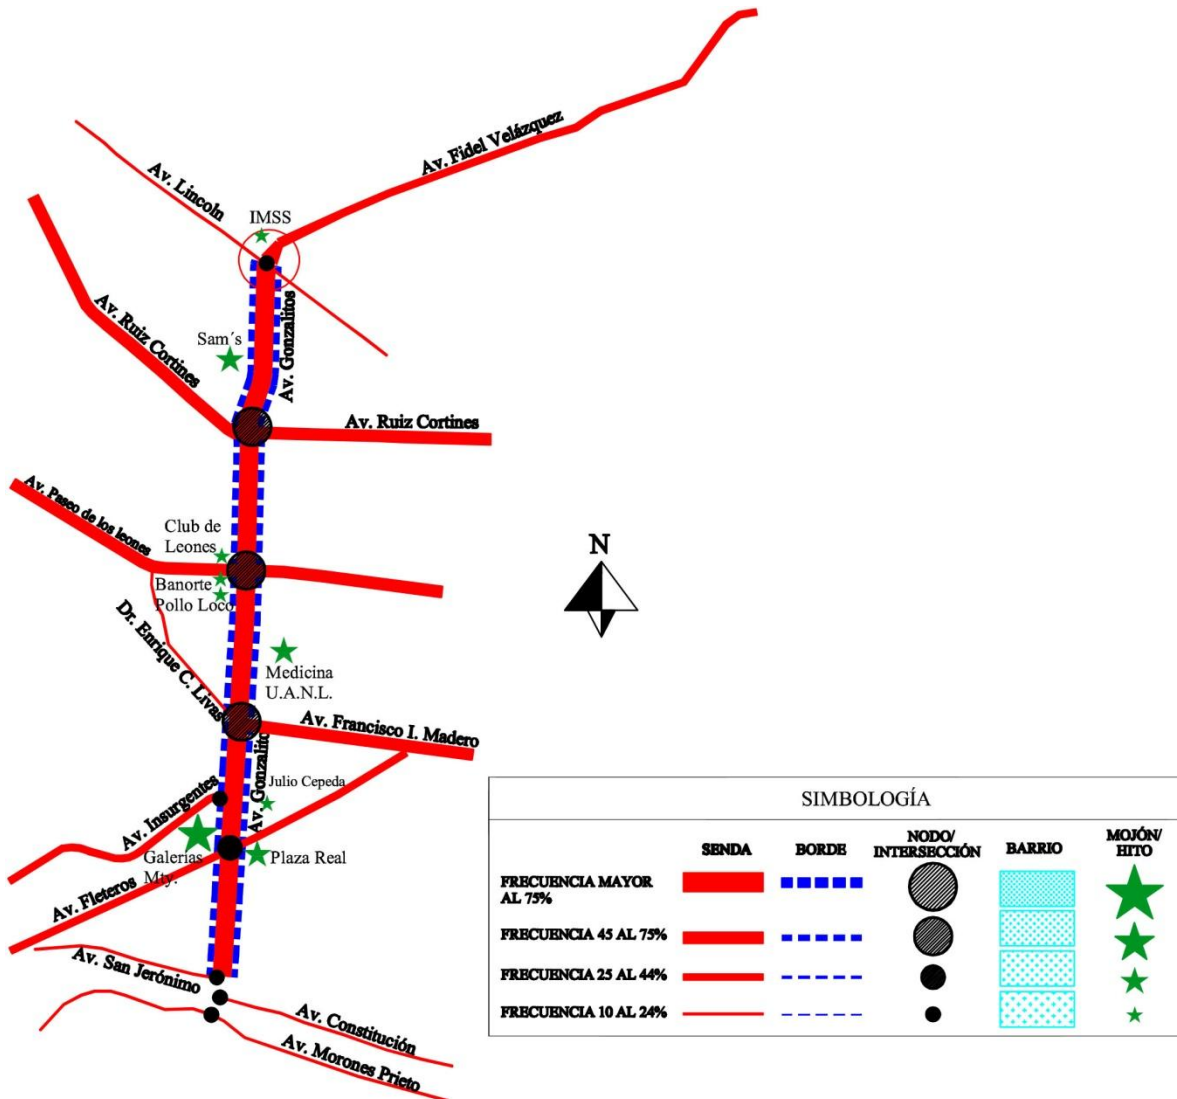 Av. Fidel Velázquez
Av. Lincoln
IMSS
Av. Ruiz Cortines
Sam´s
Av. Gonzalitos
Av. Ruiz Cortines
Av. Paseo de los leones
Club de
Leones
Banorte
Pollo Loco
N
Dr. Enrique C. Livas
Medicina
U.A.N.L.
Av. Francisco I. Madero
Av. Gonzalito
Julio Cepeda
Av. Insurgentes
Galerías
Mty.
Plaza Real
Av. Fleteros
Av. San Jerónimo
Av. Constitución
Av. Morones Prieto
SIMBOLOGÍA
SENDA
BORDE
NODO/
INTERSECCIÓN
BARRIO
MOJÓN/
HITO
FRECUENCIA MAYOR
AL 75%
FRECUENCIA 45 AL 75%
FRECUENCIA 25 AL 44%
FRECUENCIA 10 AL 24%